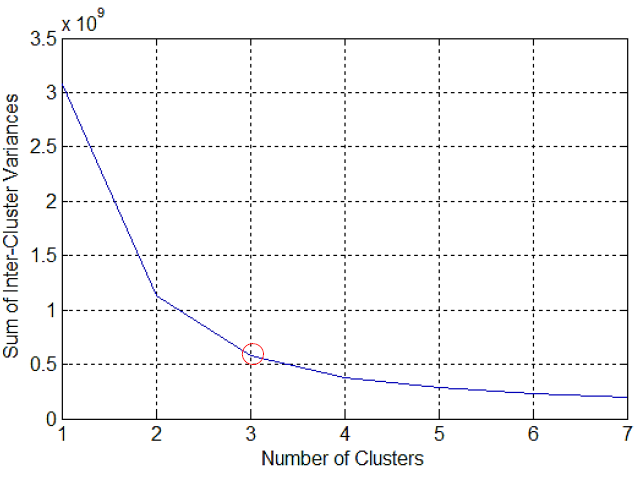 x 10^9
3.5
3
2.5
2
1.5
1
0.5
0
1 2 3 4 5 6 7
Sum of Inter-Cluster Variances
Number of Clusters